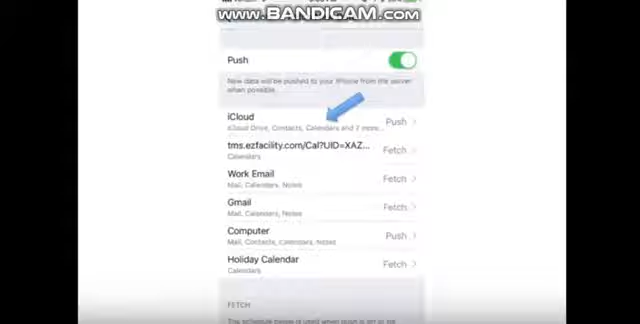 www.BANDICAM.com
Push
New data will be pushed to your iPhone from the server
when possible.
iCloud
iCloud Drive, Contacts, Calendars and 7 more...
Push
tms.ezfacility.com/Cal?UID=XAZ...
Calendars
Fetch
Work Email
Mail, Calendars, Notes
Fetch
Gmail
Mail, Calendars, Notes
Fetch
Computer
Mail, Contacts, Calendars, Notes
Push
Holiday Calendar
Calendars
Fetch
FETCH